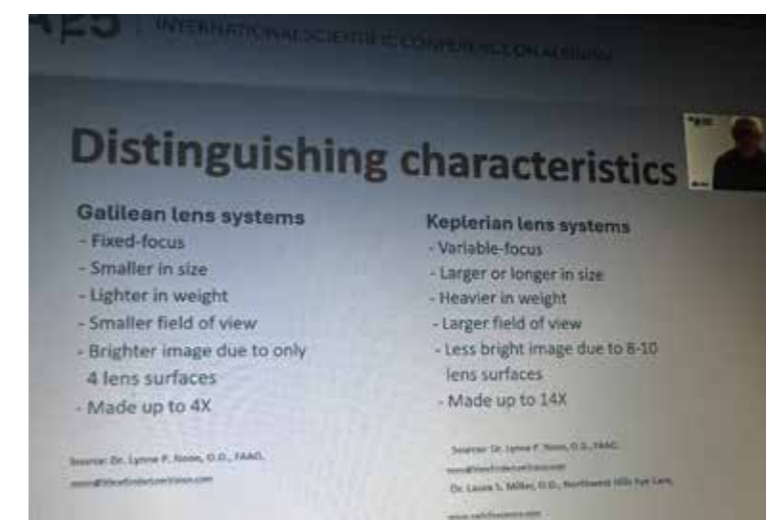 INTERNATIONAL SCIENTIFIC CONFERENCE ON ALBINISM
Distinguishing characteristics
Galilean lens systems
- Fixed-focus
- Smaller in size
- Lighter in weight
- Smaller field of view
- Brighter image due to only
4 lens surfaces
- Made up to 4X
Source: Dr. Lynne P. Noon, O.D., FAAO,
Keplerian lens systems
- Variable-focus
- Larger or longer in size
- Heavier in weight
- Larger field of view
- Less bright image due to 8-10
lens surfaces
- Made up to 14X
Sources: Dr. Lynne P. Noon, O.D., FAAO,
Dr. Laura S. Miller, O.D., Northwest Hills Eye Care,